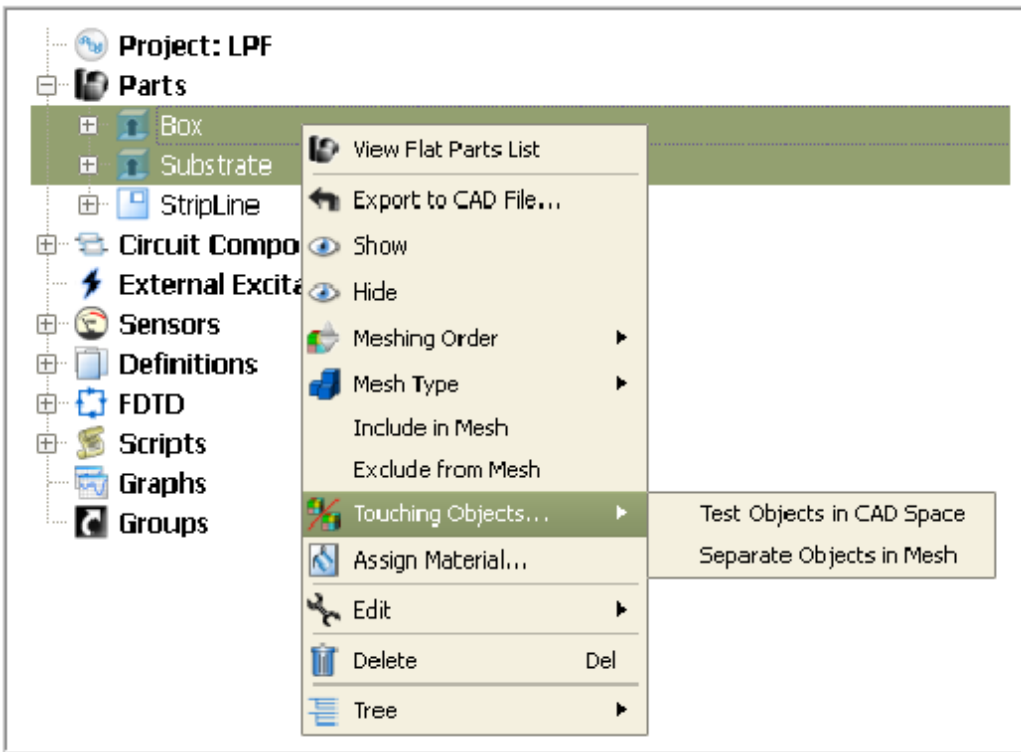 Project: LPF
Parts
Box
Substrate
StripLine
Circuit Compo
External Excita
Sensors
Definitions
FDTD
Scripts
Graphs
Groups
View Flat Parts List
Export to CAD File...
Show
Hide
Meshing Order
Mesh Type
Include in Mesh
Exclude from Mesh
Touching Objects...
Assign Material...
Edit
Delete Del
Tree
Test Objects in CAD Space
Separate Objects in Mesh